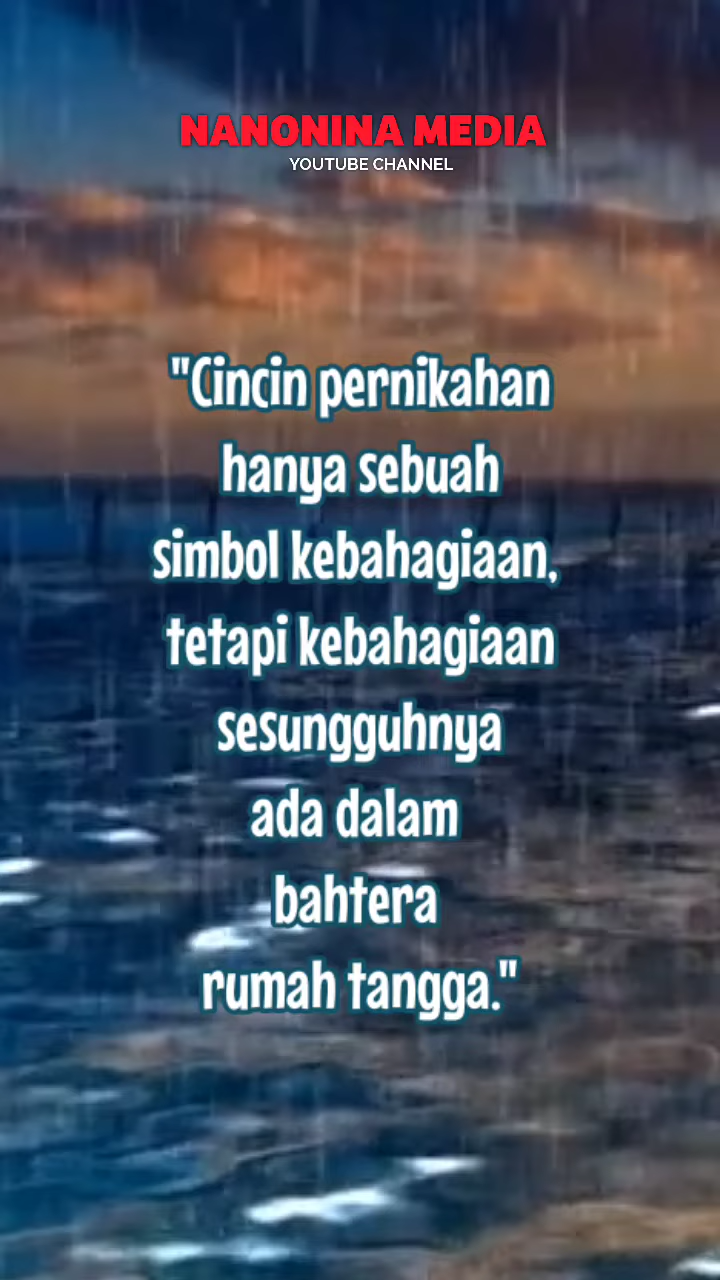 NANONINA MEDIA
YOUTUBE CHANNEL
"Cincin pernikahan
hanya sebuah
simbol kebahagiaan,
tetapi kebahagiaan
sesungguhnya
ada dalam
bahtera
rumah tangga."